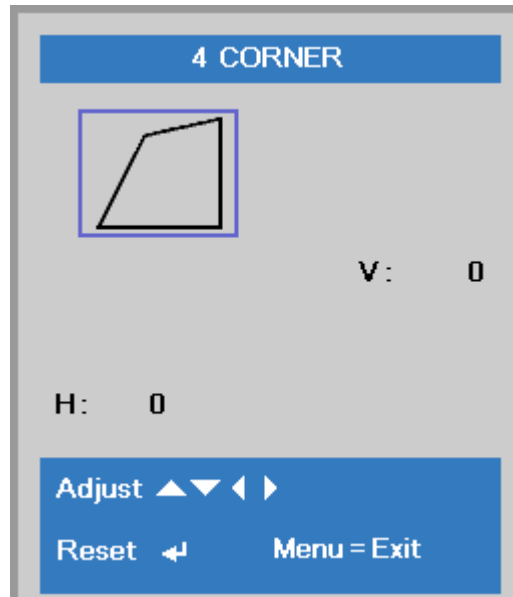 4 CORNER
V: 0
H: 0
Adjust ▲▼◀▶
Reset ↵ Menu = Exit